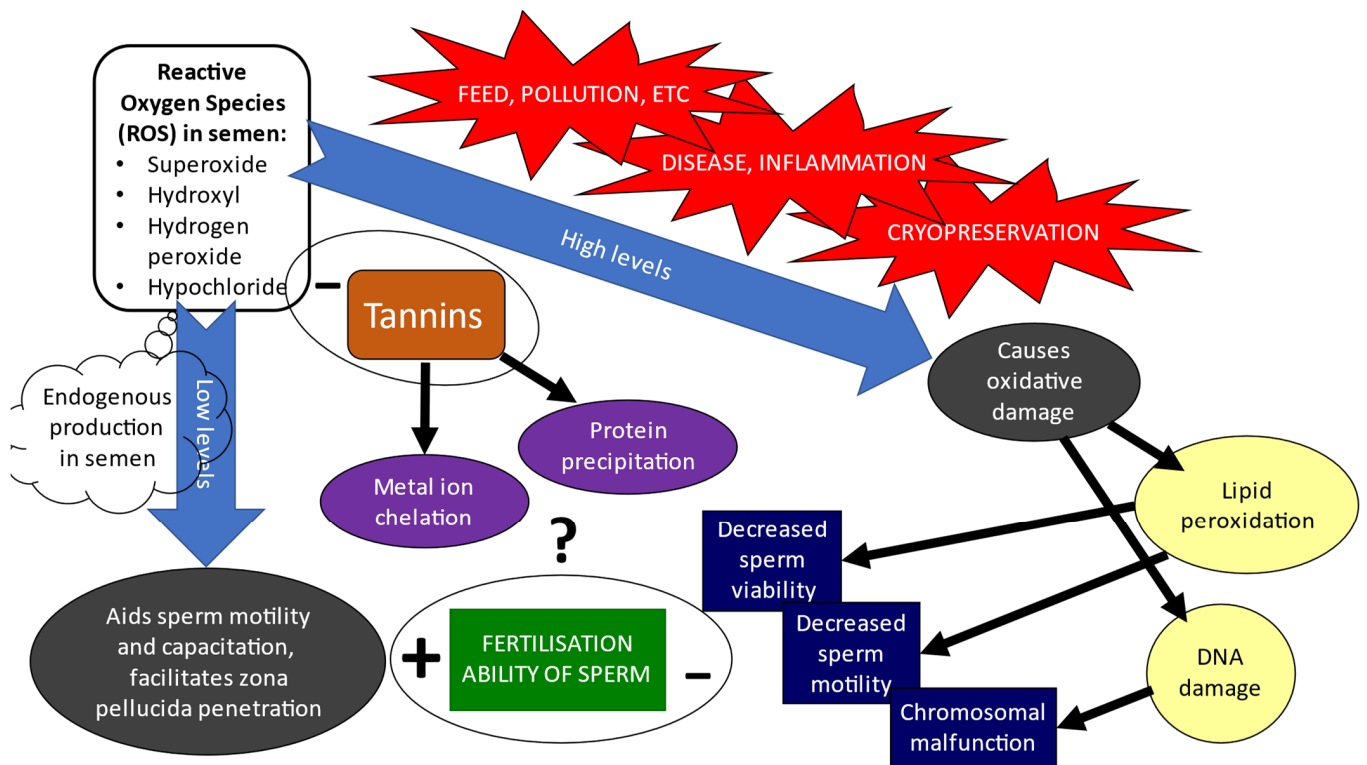 Reactive
Oxygen Species
(ROS) in semen:
• Superoxide
• Hydroxyl
• Hydrogen
peroxide
• Hypochloride
FEED, POLLUTION, ETC
DISEASE, INFLAMMATION
CRYOPRESERVATION
High levels
-
Tannins
Low levels
Endogenous
production
in semen
Causes
oxidative
damage
Protein
precipitation
Metal ion
chelation
Lipid
peroxidation
?
Decreased
sperm
viability
Decreased
sperm
motility
Chromosomal
malfunction
DNA
damage
Aids sperm motility
and capacitation,
facilitates zona
pellucida penetration
+
FERTILISATION
ABILITY OF SPERM
-